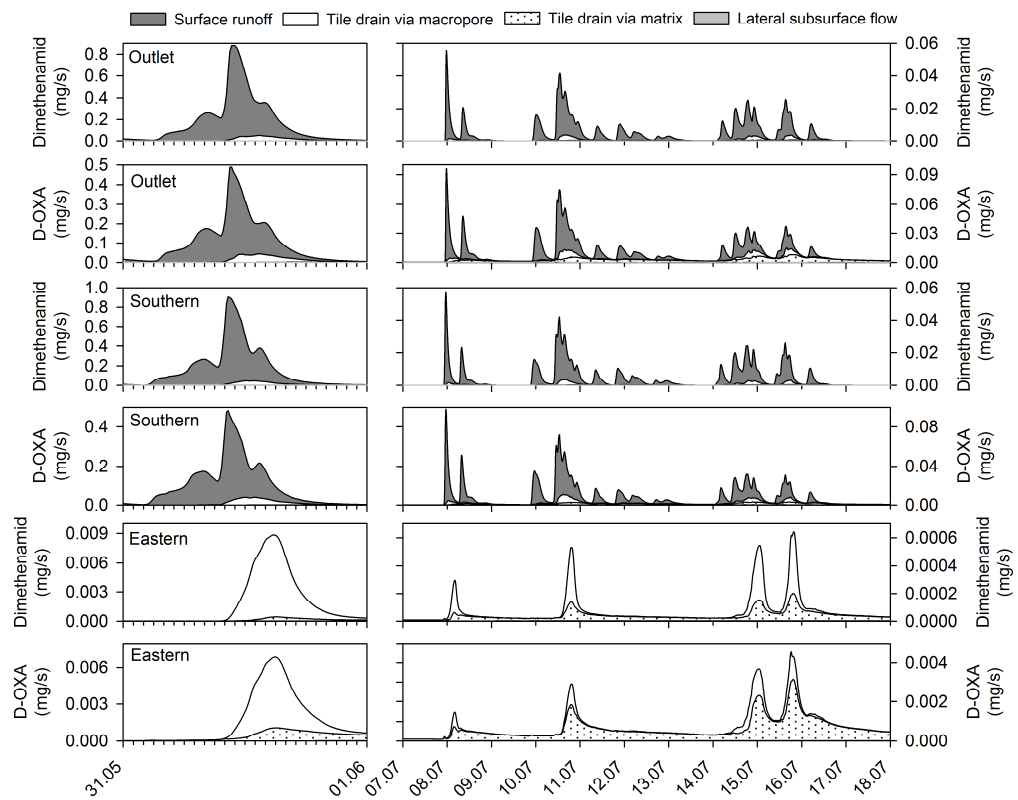 Surface runoff Tile drain via macropore Tile drain via matrix Lateral subsurface flow
Outlet
Dimethenamid
(mg/s)
0.8
0.6
0.4
0.2
0.0
0.06
0.04
0.02
0.00
Dimethenamid
(mg/s)
Outlet
D-OXA
(mg/s)
0.5
0.4
0.3
0.2
0.1
0.0
0.09
0.06
0.03
0.00
D-OXA
(mg/s)
Southern
Dimethenamid
(mg/s)
1.0
0.8
0.6
0.4
0.2
0.0
0.06
0.04
0.02
0.00
Dimethenamid
(mg/s)
Southern
D-OXA
(mg/s)
0.4
0.2
0.0
0.08
0.04
0.00
D-OXA
(mg/s)
Eastern
Dimethenamid
(mg/s)
0.009
0.006
0.003
0.000
0.0006
0.0004
0.0002
0.0000
Dimethenamid
(mg/s)
Eastern
D-OXA
(mg/s)
0.006
0.003
0.000
0.004
0.002
0.000
D-OXA
(mg/s)
31.05 01.06 07.07 08.07 09.07 10.07 11.07 12.07 13.07 14.07 15.07 16.07 17.07 18.07